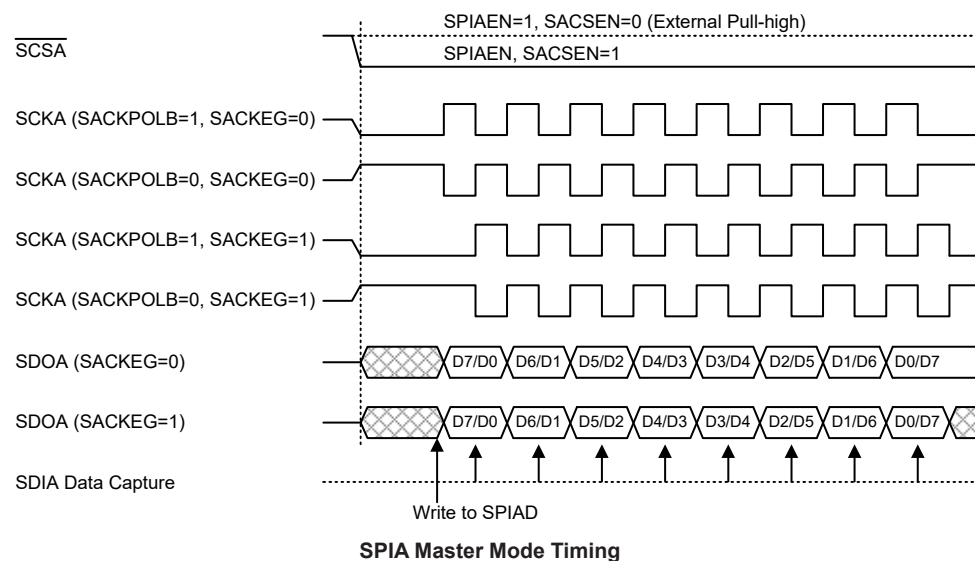 SPIAEN=1, SACSEN=0 (External Pull-high)
SCSA
SPIAEN, SACSEN=1
SCKA (SACKPOLB=1, SACKEG=0)
SCKA (SACKPOLB=0, SACKEG=0)
SCKA (SACKPOLB=1, SACKEG=1)
SCKA (SACKPOLB=0, SACKEG=1)
SDOA (SACKEG=0) D7/D0 D6/D1 D5/D2 D4/D3 D3/D4 D2/D5 D1/D6 D0/D7
SDOA (SACKEG=1) D7/D0 D6/D1 D5/D2 D4/D3 D3/D4 D2/D5 D1/D6 D0/D7
SDIA Data Capture
Write to SPIAD
SPIA Master Mode Timing